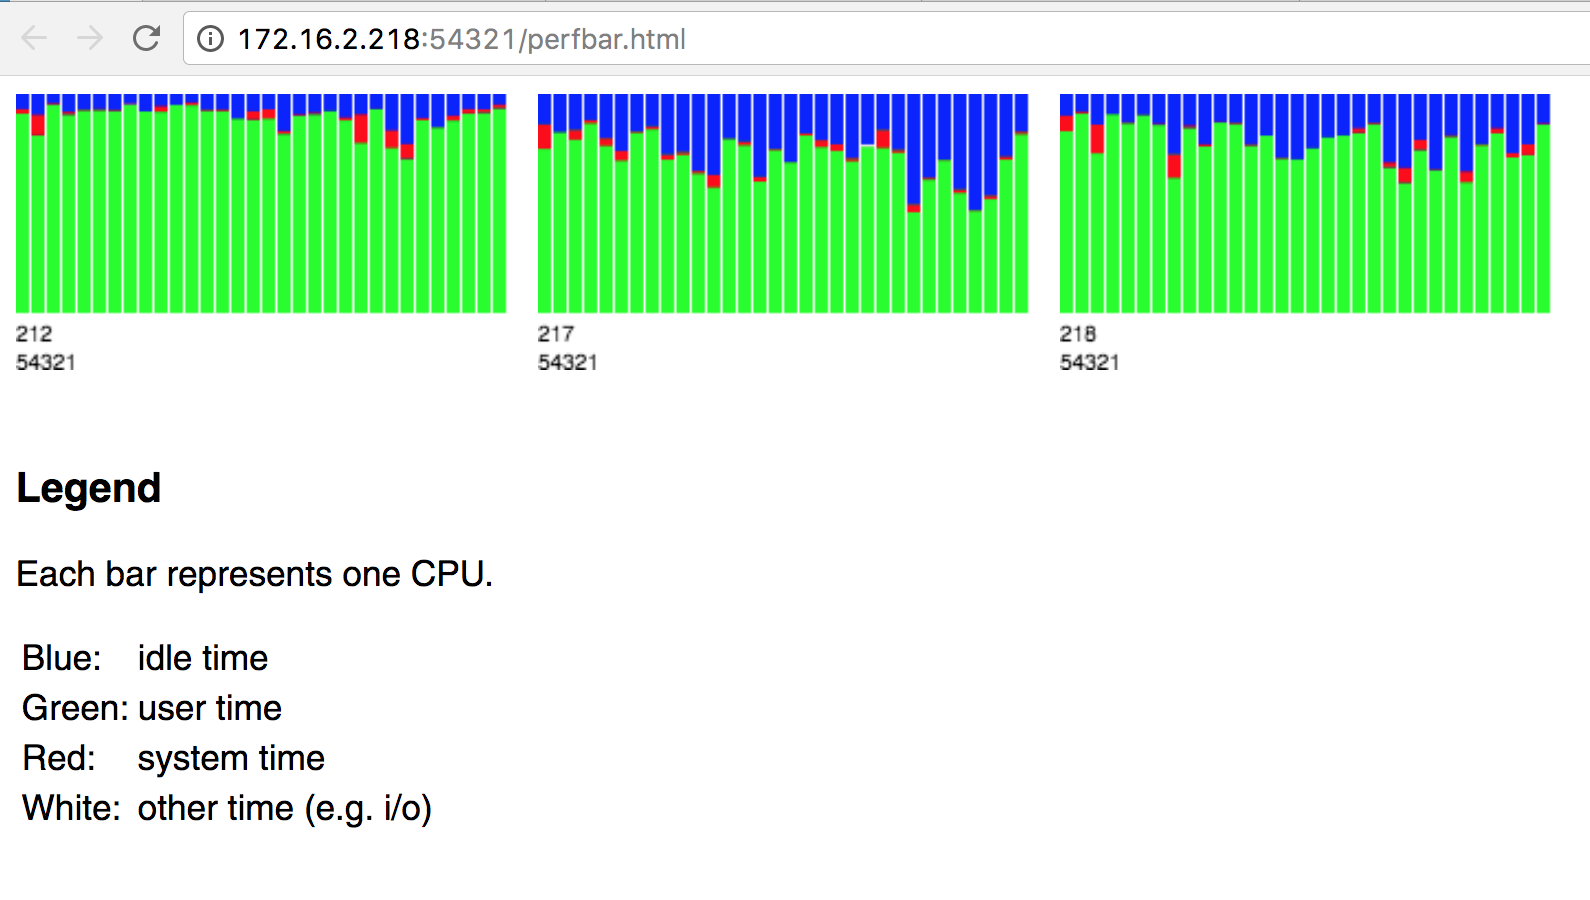 172.16.2.218:54321/perfbar.html
212
54321
217
54321
218
54321
Legend
Each bar represents one CPU.
Blue: idle time
Green: user time
Red: system time
White: other time (e.g. i/o)